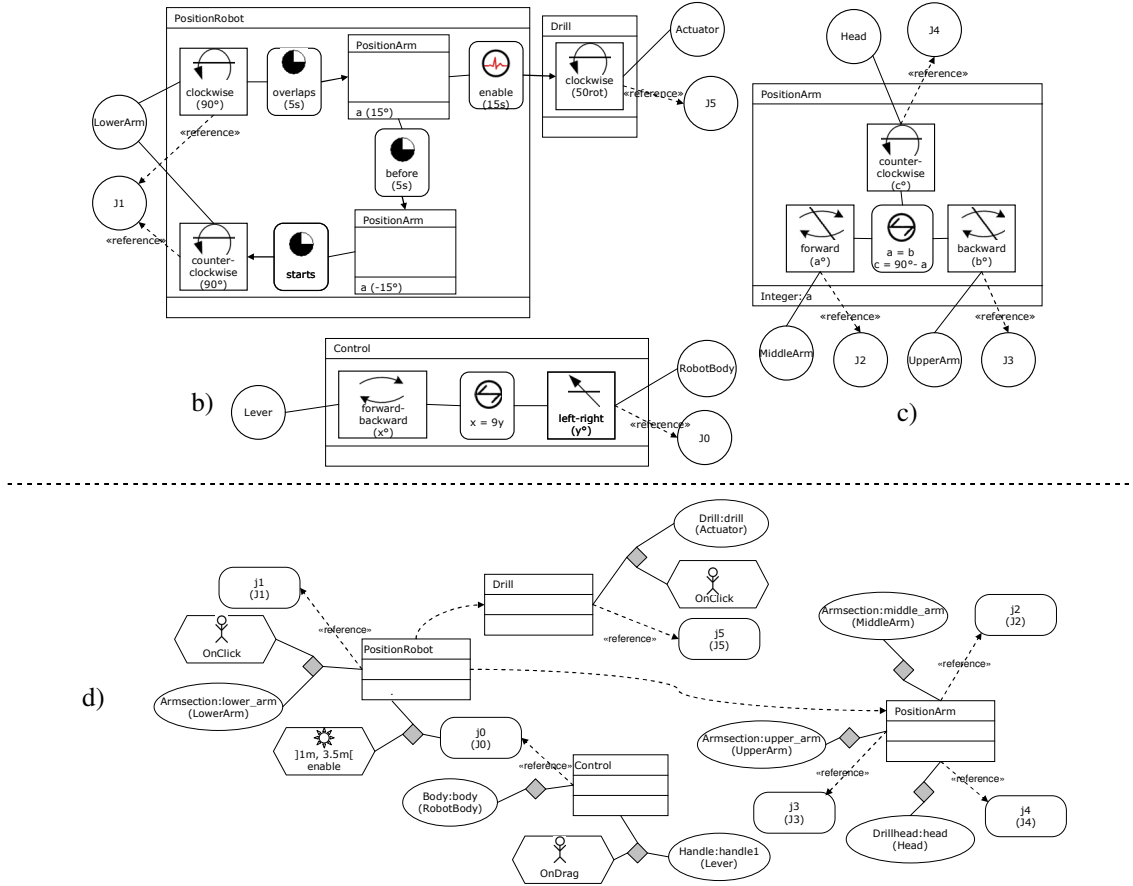 PositionRobot
clockwise
(90°)
overlaps
(5s)
PositionArm
a (15°)
enable
(15s)
Drill
clockwise
(50rot)
Actuator
«reference»
J5
LowerArm
«reference»
J1
«reference»
before
(5s)
PositionArm
a (-15°)
starts
counter-
clockwise
(90°)
Head
J4
«reference»
PositionArm
counter-
clockwise
(c°)
forward
(a°)
a = b
c = 90°- a
backward
(b°)
Integer: a
«reference»
«reference»
MiddleArm
J2
UpperArm
J3
c)
b)
Control
Lever
forward-
backward
(x°)
x = 9y
left-right
(y°)
RobotBody
«reference»
J0
d)
Drill:drill
(Actuator)
OnClick
Drill
«reference»
j5
(J5)
j1
(J1)
«reference»
OnClick
Armsection:lower_arm
(LowerArm)
PositionRobot
.
]1m, 3.5m[
enable
j0
(J0)
«reference»
Control
Body:body
(RobotBody)
OnDrag
Handle:handle1
(Lever)
Armsection:middle_arm
(MiddleArm)
j2
(J2)
«reference»
PositionArm
Armsection:upper_arm
(UpperArm)
«reference»
j3
(J3)
«reference»
j4
(J4)
Drillhead:head
(Head)